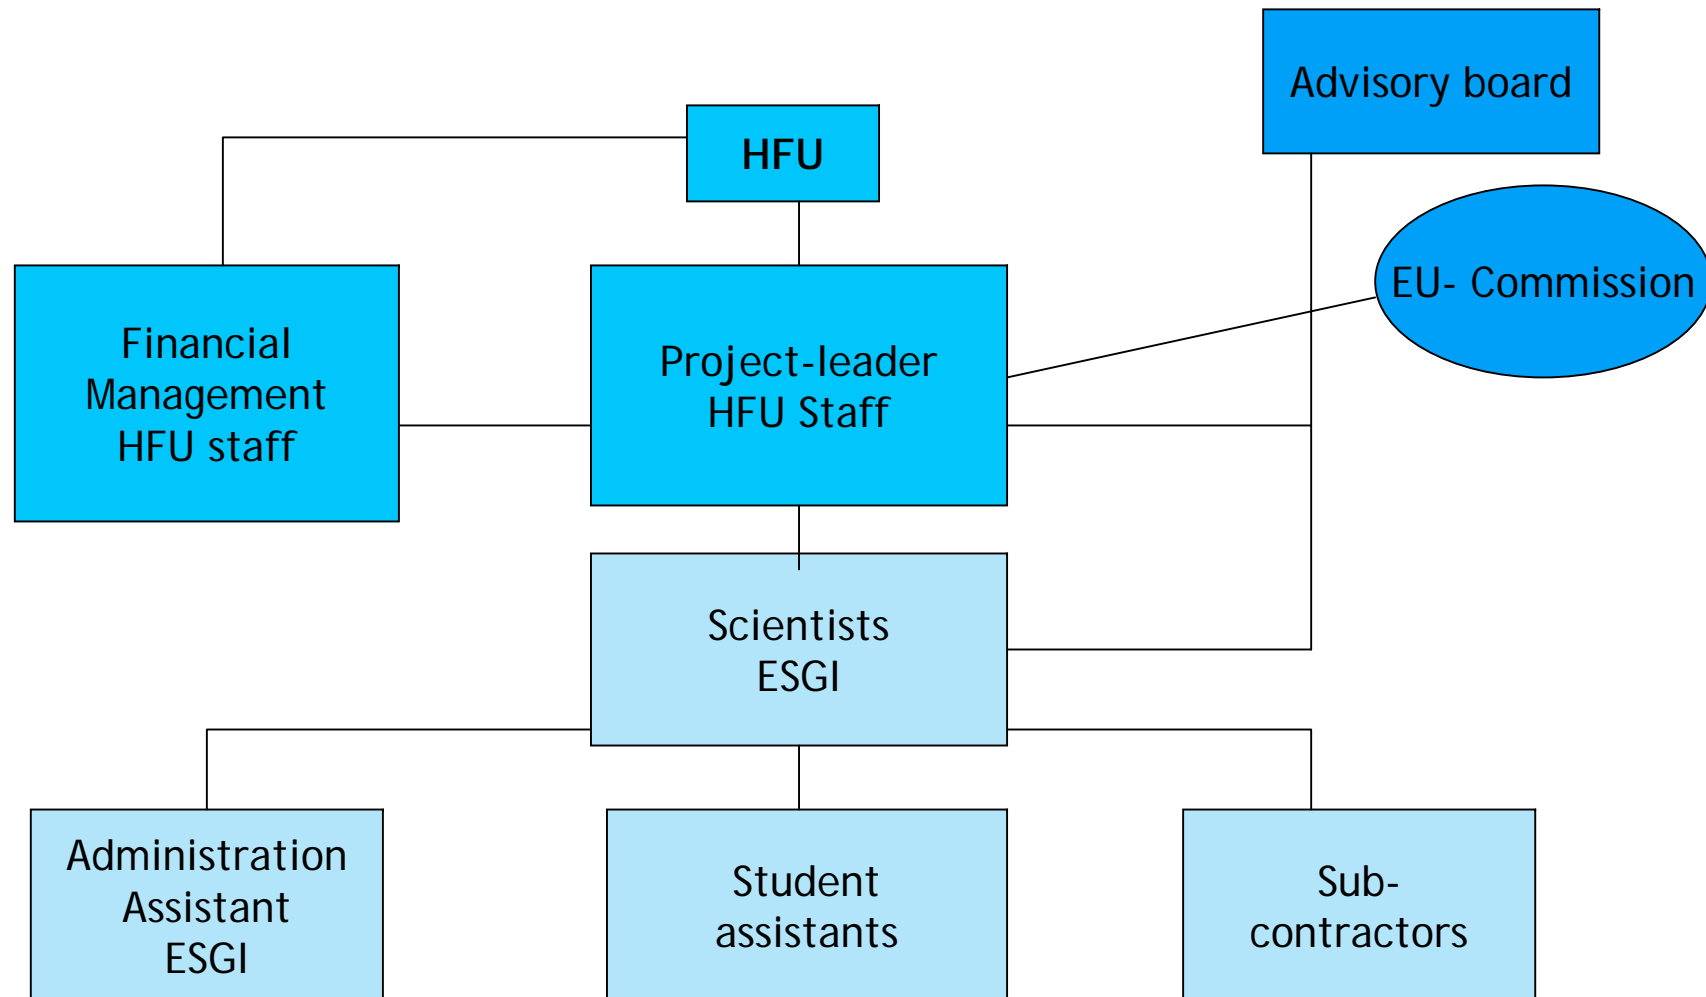 Advisory board
HFU
EU- Commission
Financial
Management
HFU staff
Project-leader
HFU Staff
Scientists
ESGI
Administration
Assistant
ESGI
Student
assistants
Sub-
contractors